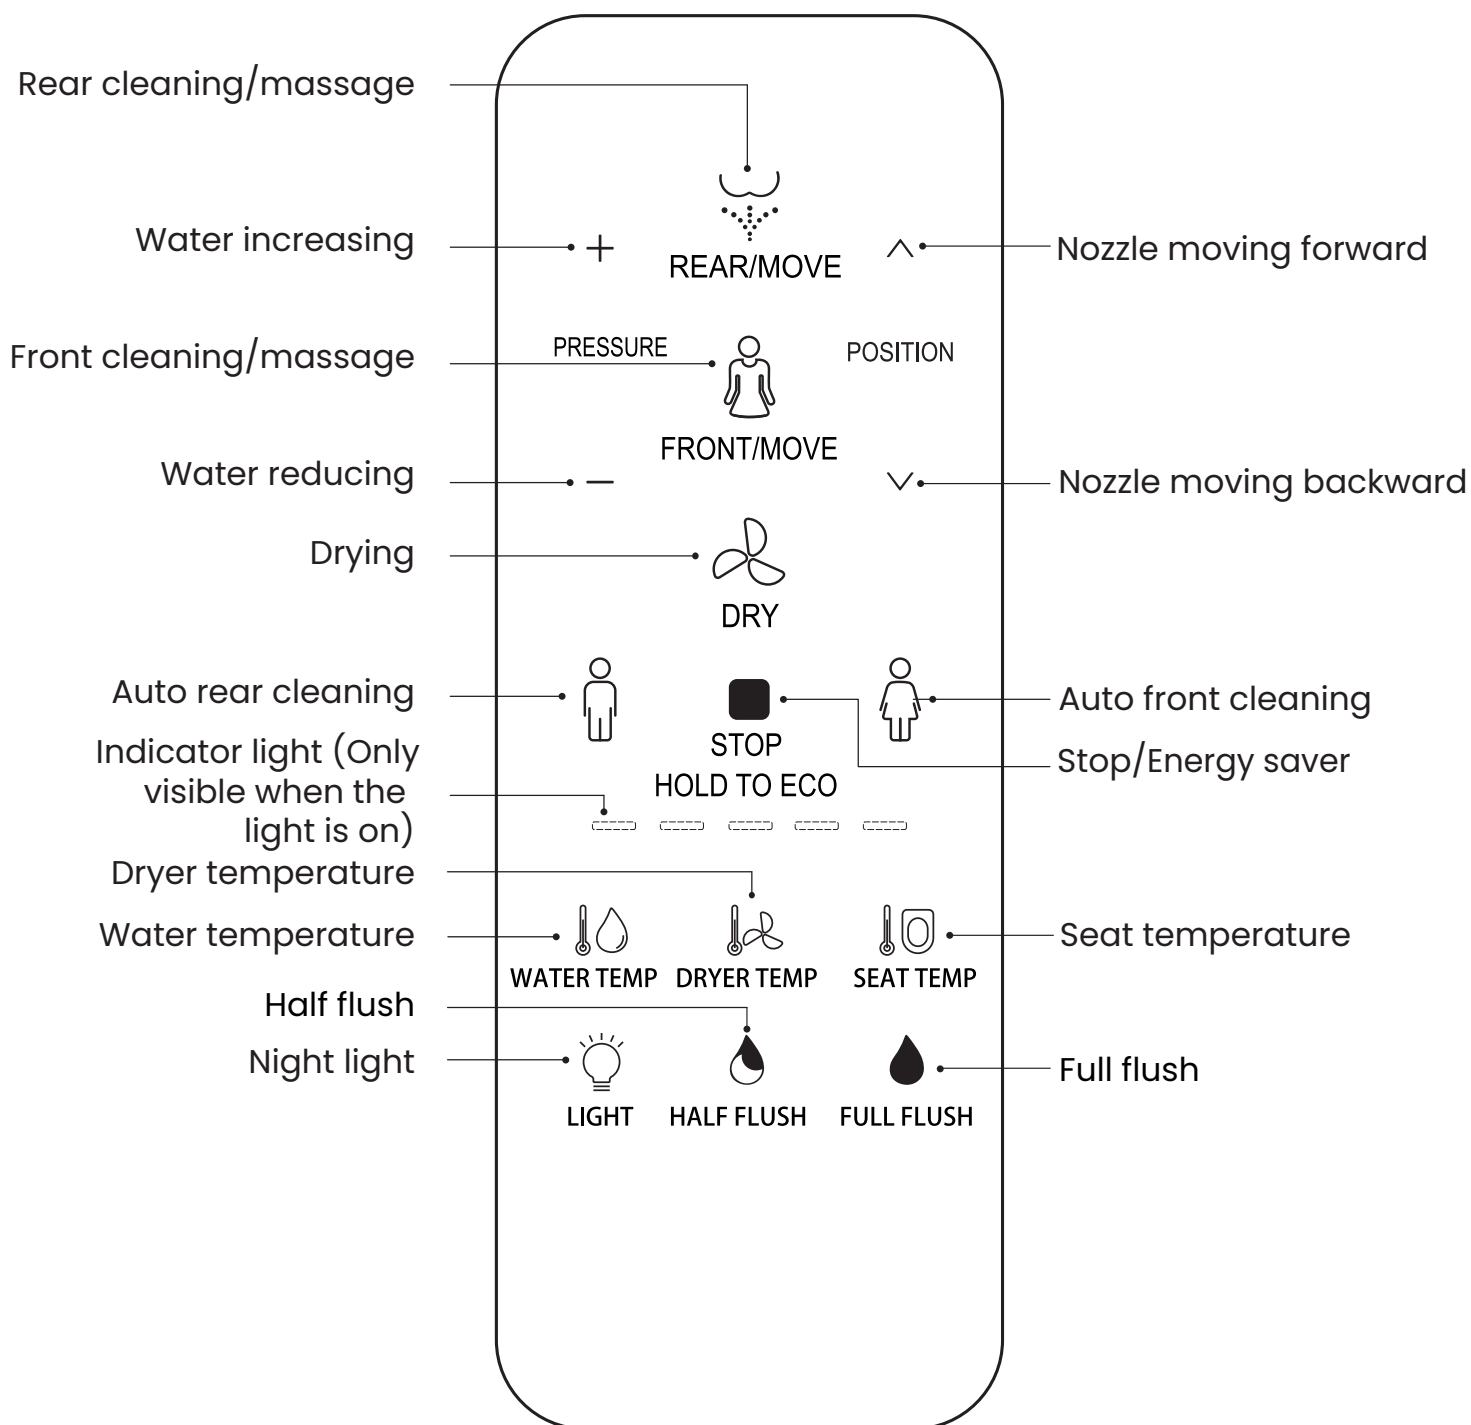 Rear cleaning/massage
Water increasing
+
REAR/MOVE
Nozzle moving forward
Front cleaning/massage
PRESSURE
POSITION
FRONT/MOVE
Water reducing
Nozzle moving backward
Drying
DRY
Auto rear cleaning
Auto front cleaning
STOP
HOLD TO ECO
Stop/Energy saver
Indicator light (Only
visible when the
light is on)
Dryer temperature
Water temperature
Seat temperature
WATER TEMP
DRYER TEMP
SEAT TEMP
Half flush
Night light
Full flush
LIGHT
HALF FLUSH
FULL FLUSH